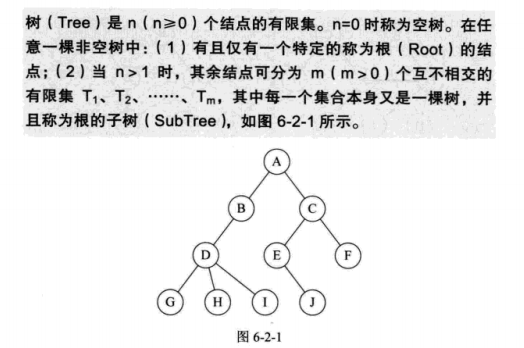 树（Tree）是 n（n≥0）个结点的有限集。n=0 时称为空树。在任
意一棵非空树中：（1）有且仅有一个特定的称为根（Root）的结
点；（2）当 n>1 时，其余结点可分为 m（m>0）个互不相交的
有限集 T₁、T₂、……、Tₘ，其中每一个集合本身又是一棵树，并
且称为根的子树（SubTree），如图 6-2-1 所示。
A
B C
D E F
G H I J
图 6-2-1